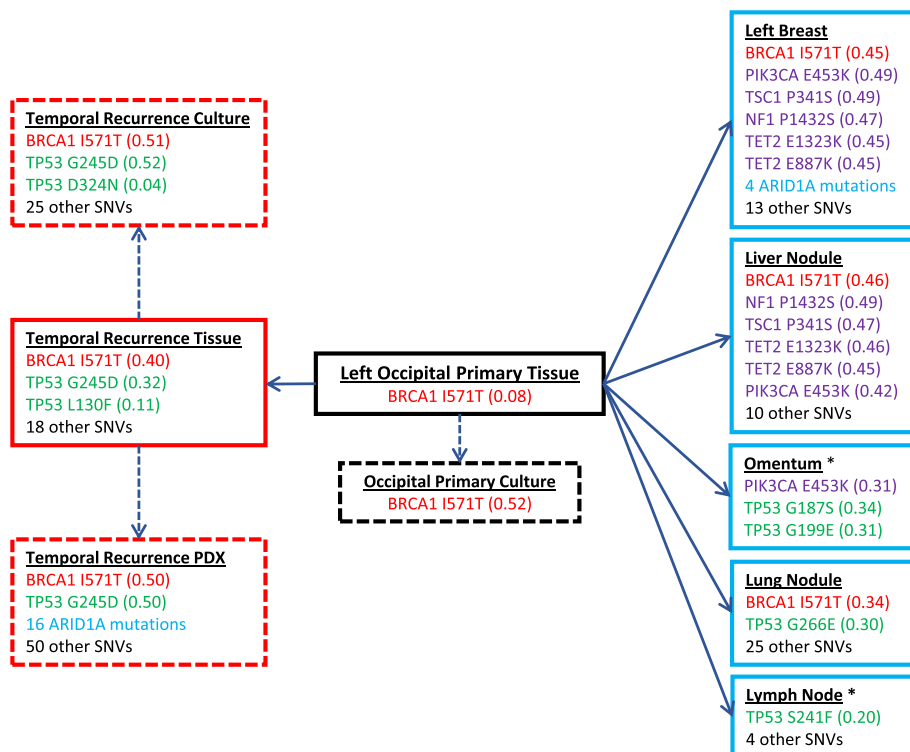 Temporal Recurrence Culture
BRCA1 I571T (0.51)
TP53 G245D (0.52)
TP53 D324N (0.04)
25 other SNVs
Temporal Recurrence Tissue
BRCA1 I571T (0.40)
TP53 G245D (0.32)
TP53 L130F (0.11)
18 other SNVs
Temporal Recurrence PDX
BRCA1 I571T (0.50)
TP53 G245D (0.50)
16 ARID1A mutations
50 other SNVs
Left Occipital Primary Tissue
BRCA1 I571T (0.08)
Occipital Primary Culture
BRCA1 I571T (0.52)
Left Breast
BRCA1 I571T (0.45)
PIK3CA E453K (0.49)
TSC1 P341S (0.49)
NF1 P1432S (0.47)
TET2 E1323K (0.45)
TET2 E887K (0.45)
4 ARID1A mutations
13 other SNVs
Liver Nodule
BRCA1 I571T (0.46)
NF1 P1432S (0.49)
TSC1 P341S (0.47)
TET2 E1323K (0.46)
TET2 E887K (0.45)
PIK3CA E453K (0.42)
10 other SNVs
Omentum *
PIK3CA E453K (0.31)
TP53 G187S (0.34)
TP53 G199E (0.31)
Lung Nodule
BRCA1 I571T (0.34)
TP53 G266E (0.30)
25 other SNVs
Lymph Node *
TP53 S241F (0.20)
4 other SNVs